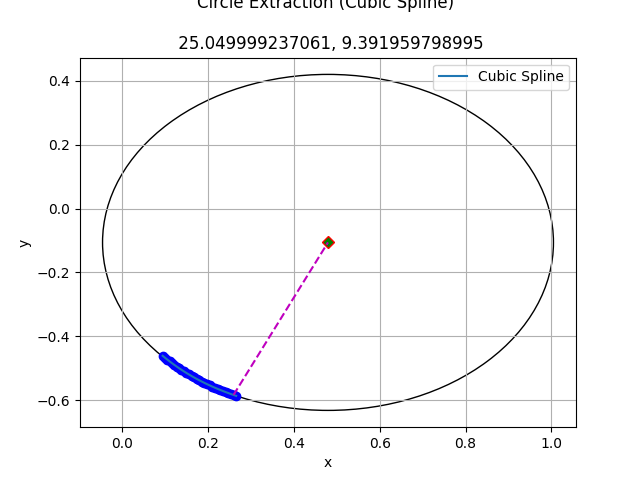 Circle Extraction (Cubic Spline)
25.049999237061, 9.391959798995
Cubic Spline
0.4
0.2
0.0
−0.2
−0.4
−0.6
y
0.0 0.2 0.4 0.6 0.8 1.0
x